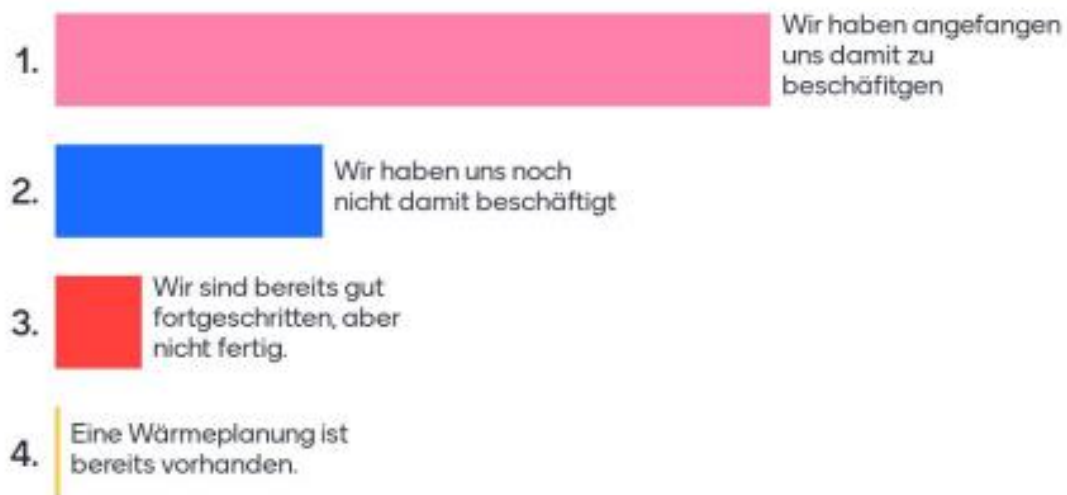 1.
Wir haben angefangen
uns damit zu
beschäfitgen
2.
Wir haben uns noch
nicht damit beschäftigt
3.
Wir sind bereits gut
fortgeschritten, aber
nicht fertig.
4.
Eine Wärmeplanung ist
bereits vorhanden.